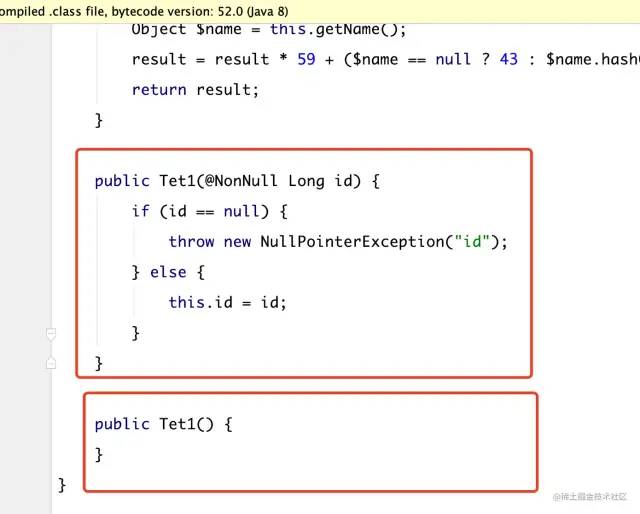 ompiled .class file, bytecode version: 52.0 (Java 8)
Object $name = this.getName();
result = result * 59 + ($name == null ? 43 : $name.hash
return result;
}
public Tet1(@NonNull Long id) {
if (id == null) {
throw new NullPointerException("id");
} else {
this.id = id;
}
}
public Tet1() {
}
}
@稀土掘金技术社区